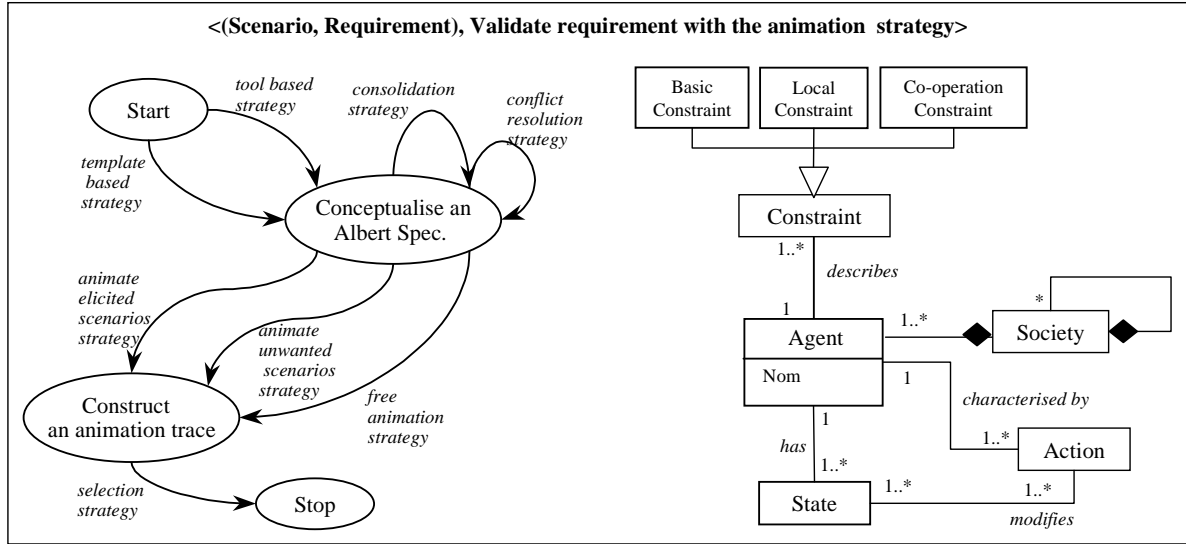 <(Scenario, Requirement), Validate requirement with the animation strategy>
Start
tool based
strategy
consolidation
strategy
conflict
resolution
strategy
template
based
strategy
Conceptualise an
Albert Spec.
animate
elicited
scenarios
strategy
animate
unwanted
scenarios
strategy
free
animation
strategy
Construct
an animation trace
selection
strategy
Stop
Basic
Constraint
Local
Constraint
Co-operation
Constraint
Constraint
1..*
describes
1
Agent
Nom
1..*
*
Society
1
characterised by
1..*
Action
1
has
1..*
State
1..*
1..*
modifies